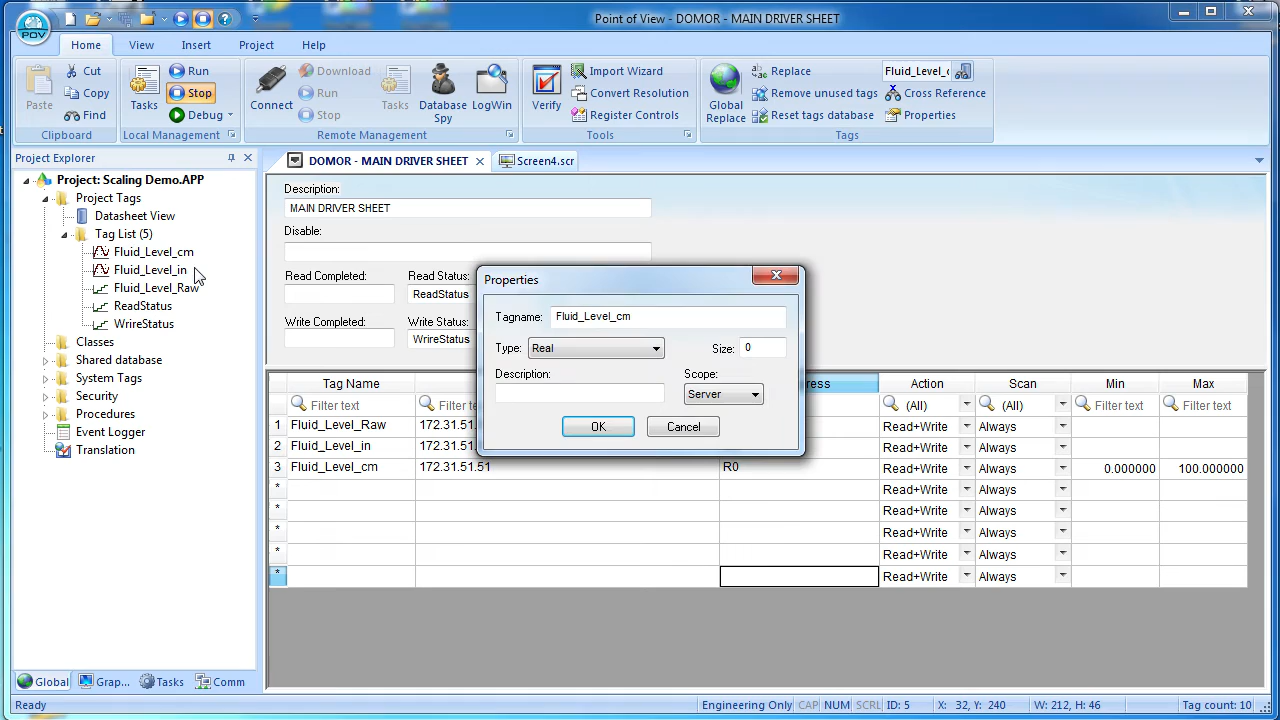 Point of View - DOMOR - MAIN DRIVER SHEET
POV
Home View Insert Project Help
Paste Cut Copy Find
Clipboard
Tasks Run Stop Debug
Local Management
Connect Download Run Tasks Database Spy LogWin
Remote Management
Verify Import Wizard Convert Resolution Register Controls
Tools
Global Replace Replace Remove unused tags Reset tags database Fluid_Level_c Cross Reference Properties
Tags
Project Explorer
Project: Scaling Demo.APP
Project Tags
Datasheet View
Tag List (5)
Fluid_Level_cm
Fluid_Level_in
Fluid_Level_Raw
ReadStatus
WrireStatus
Classes
Shared database
System Tags
Security
Procedures
Event Logger
Translation
Global Grap... Tasks Comm
DOMOR - MAIN DRIVER SHEET Screen4.scr
Description:
MAIN DRIVER SHEET
Disable:
Read Completed: Read Status:
ReadStatus
Write Completed: Write Status:
WrireStatus
Properties
Tagname: Fluid_Level_cm
Type: Real Size: 0
Description: Scope:
Server
OK Cancel
Tag Name ress Action Scan Min Max
Filter text Filter t (All) (All) Filter text Filter text
1 Fluid_Level_Raw 172.31.51. Read+Write Always
2 Fluid_Level_in 172.31.51. Read+Write Always
3 Fluid_Level_cm 172.31.51.51 R0 Read+Write Always 0.000000 100.000000
* Read+Write Always
* Read+Write Always
* Read+Write Always
* Read+Write Always
* Read+Write Always
Ready Engineering Only CAP NUM SCRL ID: 5 X: 32, Y: 240 W: 212, H: 46 Tag count: 10